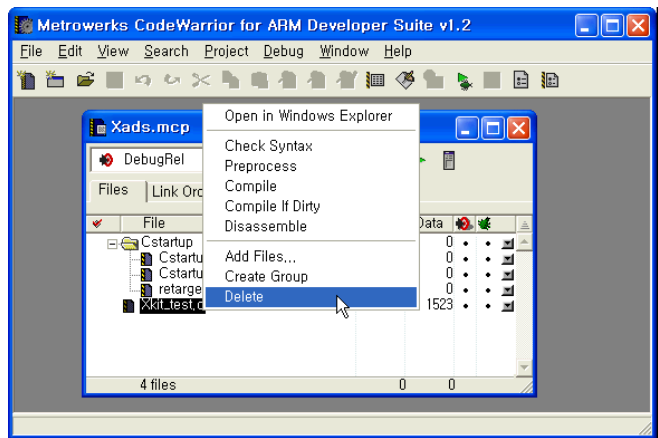 Metrowerks CodeWarrior for ARM Developer Suite v1.2
File Edit View Search Project Debug Window Help
Xads.mcp
DebugRel
Files Link Orc
File Data
Open in Windows Explorer
Check Syntax
Preprocess
Compile
Compile If Dirty
Disassemble
Add Files...
Create Group
Delete
Cstartup 0
Cstartu 0
Cstartu 0
retarge 0
Xkit_test,c 1523
4 files 0 0